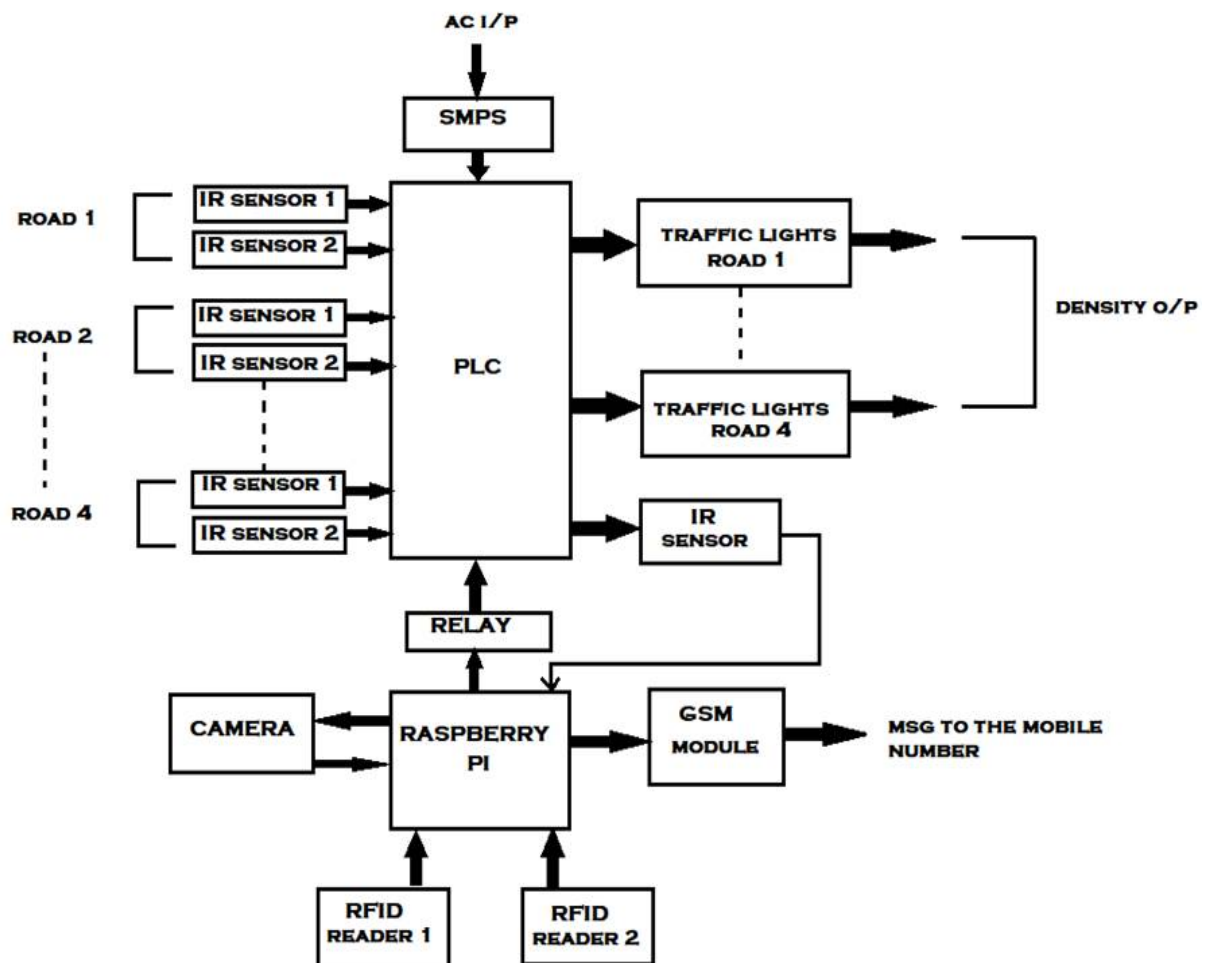 AC I/P
SMPS
ROAD 1
IR SENSOR 1
IR SENSOR 2
ROAD 2
IR SENSOR 1
IR SENSOR 2
ROAD 4
IR SENSOR 1
IR SENSOR 2
PLC
TRAFFIC LIGHTS
ROAD 1
TRAFFIC LIGHTS
ROAD 4
DENSITY O/P
IR
SENSOR
RELAY
CAMERA
RASPBERRY
PI
GSM
MODULE
MSG TO THE MOBILE
NUMBER
RFID
READER 1
RFID
READER 2